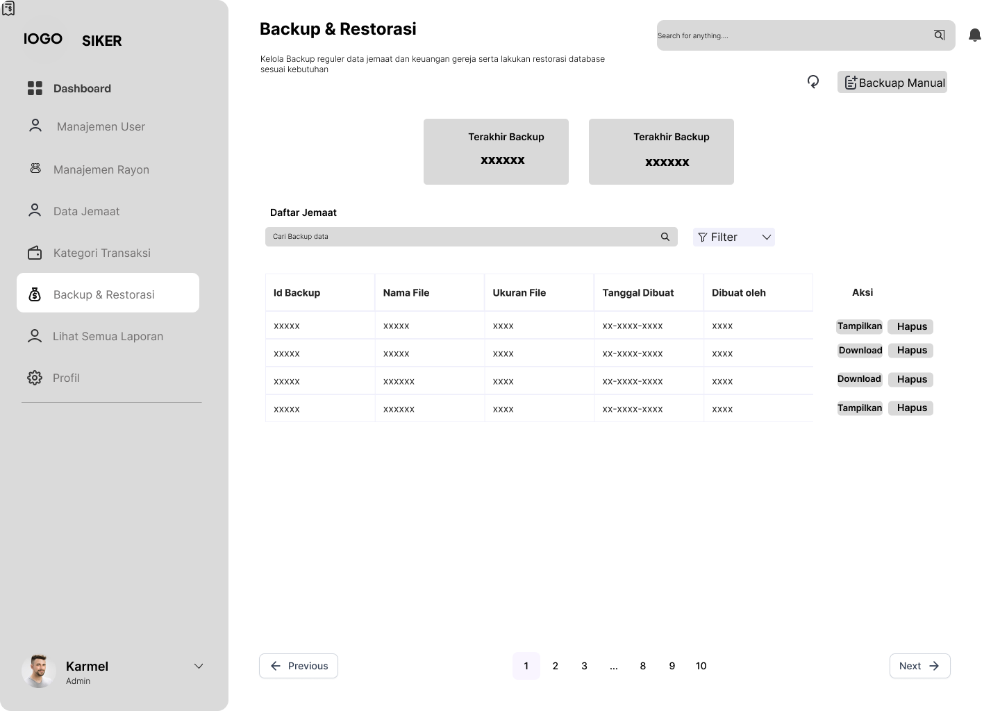 lOGO SIKER
Dashboard
Manajemen User
Manajemen Rayon
Data Jemaat
Kategori Transaksi
Backup & Restorasi
Lihat Semua Laporan
Profil
Karmel
Admin
Backup & Restorasi
Kelola Backup reguler data jemaat dan keuangan gereja serta lakukan restorasi database
sesuai kebutuhan
Search for anything....
Backuap Manual
Terakhir Backup
xxxxxx
Terakhir Backup
xxxxxx
Daftar Jemaat
Cari Backup data
Filter
Id Backup Nama File Ukuran File Tanggal Dibuat Dibuat oleh Aksi
xxxxx xxxxx xxxx xx-xxxx-xxxx xxxx Tampilkan Hapus
xxxxx xxxxx xxxx xx-xxxx-xxxx xxxx Download Hapus
xxxxx xxxxxx xxxx xx-xxxx-xxxx xxxx Download Hapus
xxxxx xxxxxx xxxx xx-xxxx-xxxx xxxx Tampilkan Hapus
Previous 1 2 3 ... 8 9 10 Next